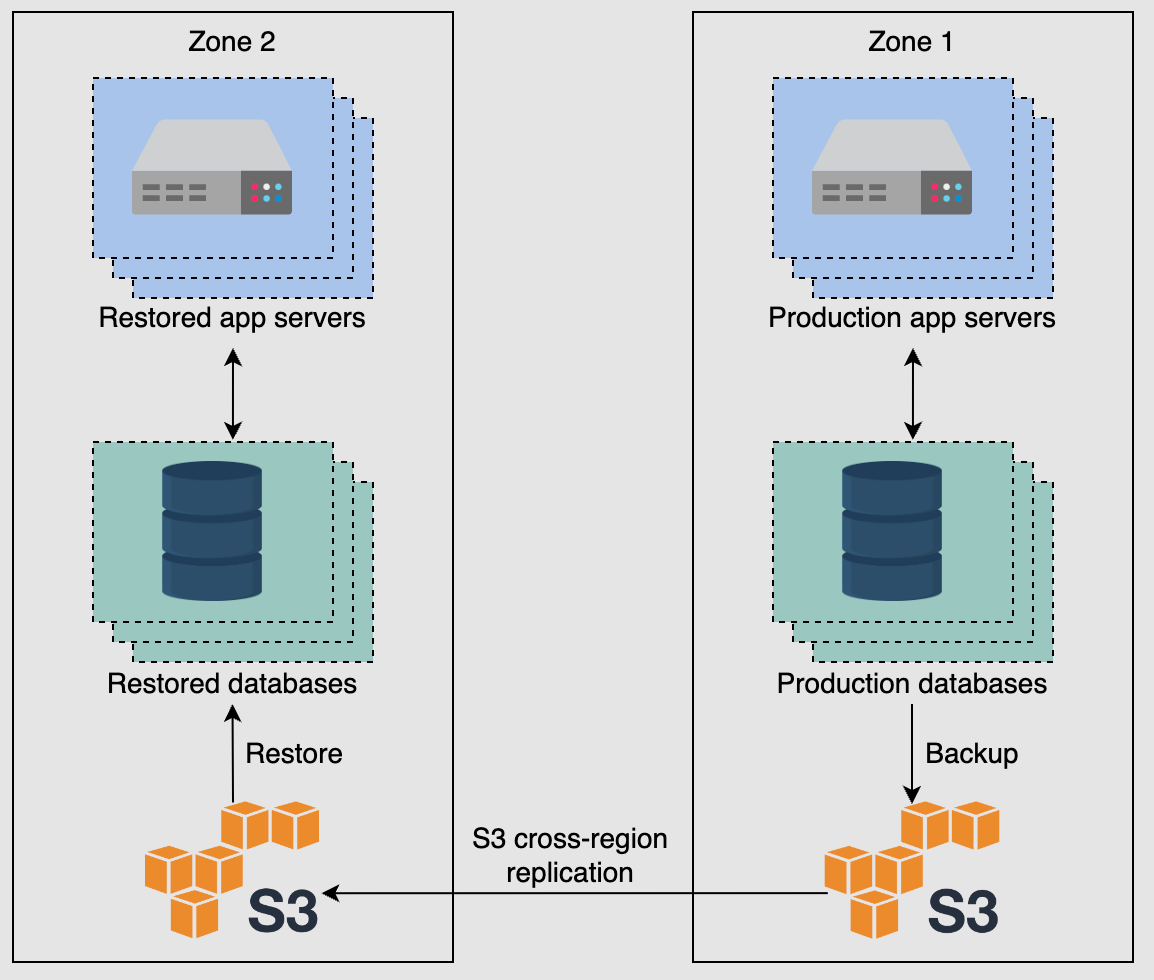 Zone 2
Restored app servers
Restored databases
Restore
S3
S3 cross-region
replication
Zone 1
Production app servers
Production databases
Backup
S3